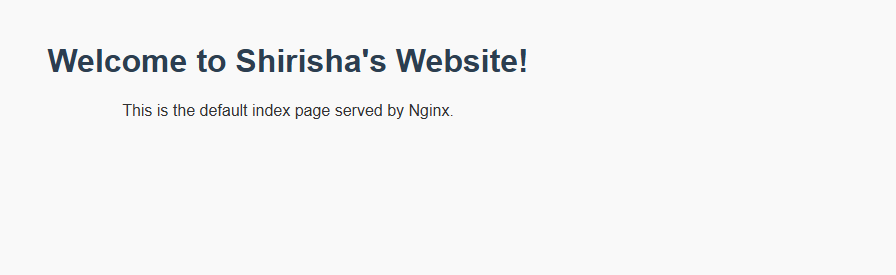 Welcome to Shirisha's Website!
This is the default index page served by Nginx.